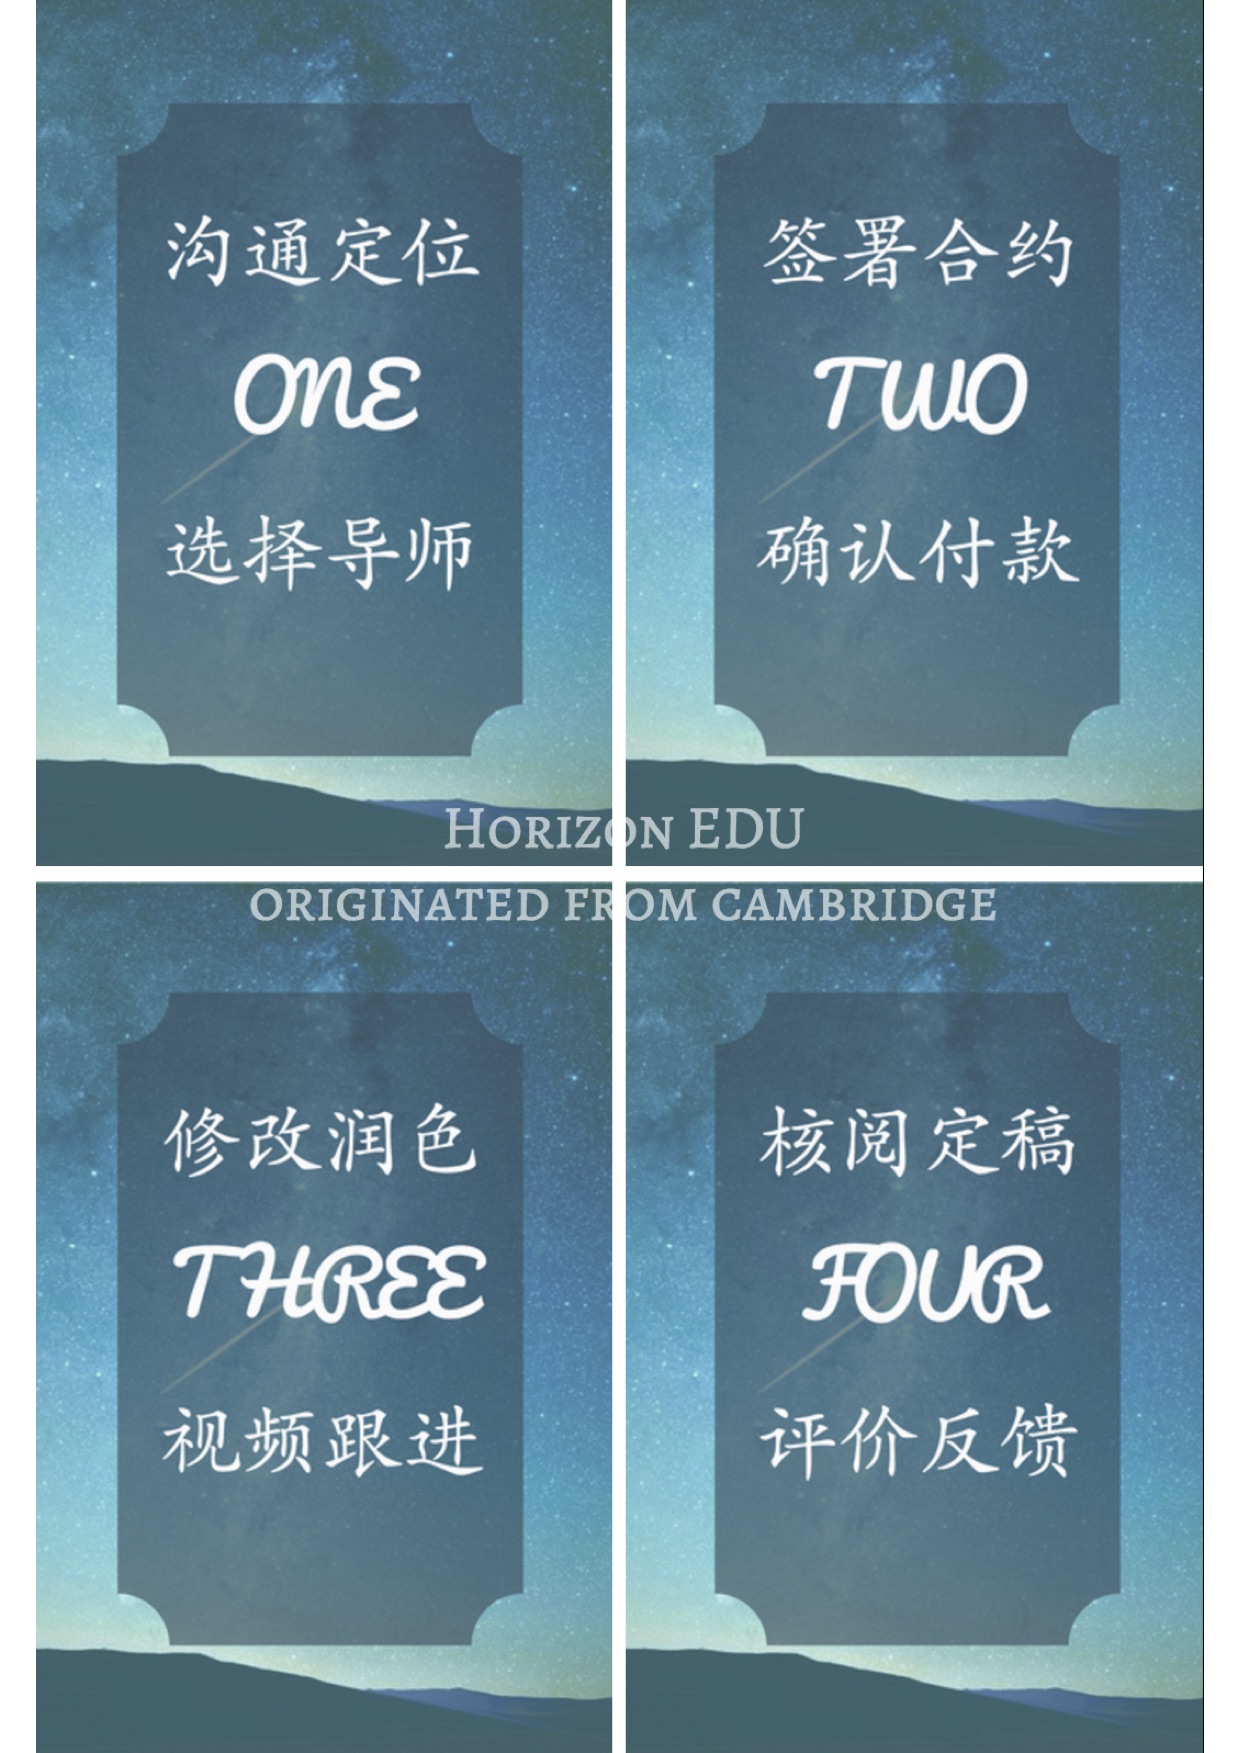 沟通定位
ONE
选择导师
签署合约
TWO
确认付款
HORIZON EDU
ORIGINATED FROM CAMBRIDGE
修改润色
THREE
视频跟进
核阅定稿
FOUR
评价反馈